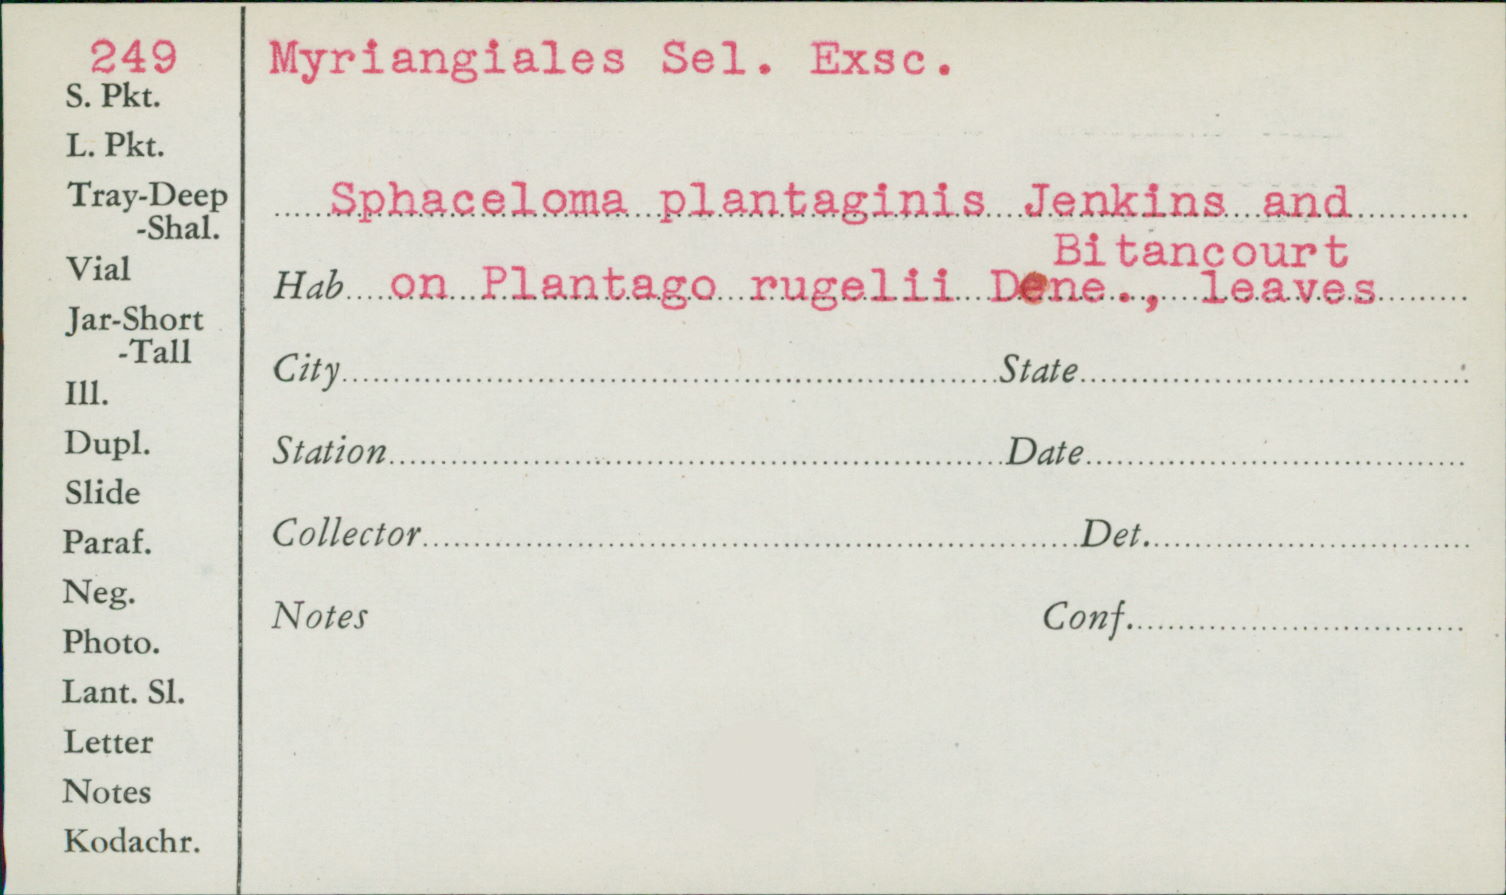 249
S. Pkt.
L. Pkt.
Tray-Deep
-Shal.
Vial
Jar-Short
-Tall
Ill.
Dupl.
Slide
Paraf.
Neg.
Photo.
Lant. Sl.
Letter
Notes
Kodachr.
Myriangiales Sel. Exsc.
Sphaceloma plantaginis Jenkins and
Bitancourt
Hab on Plantago rugelii Dene., leaves
City State
Station Date
Collector Det.
Notes Conf.